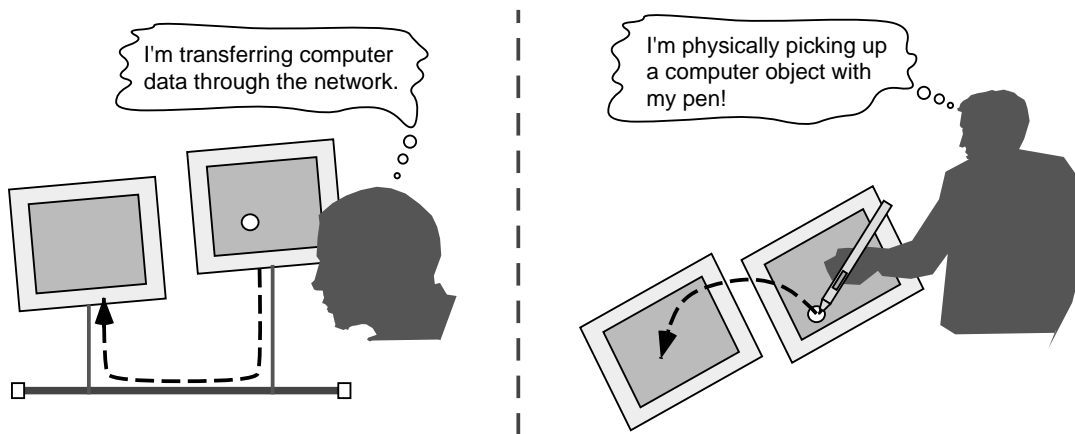 I'm transferring computer
data through the network.
I'm physically picking up
a computer object with
my pen!